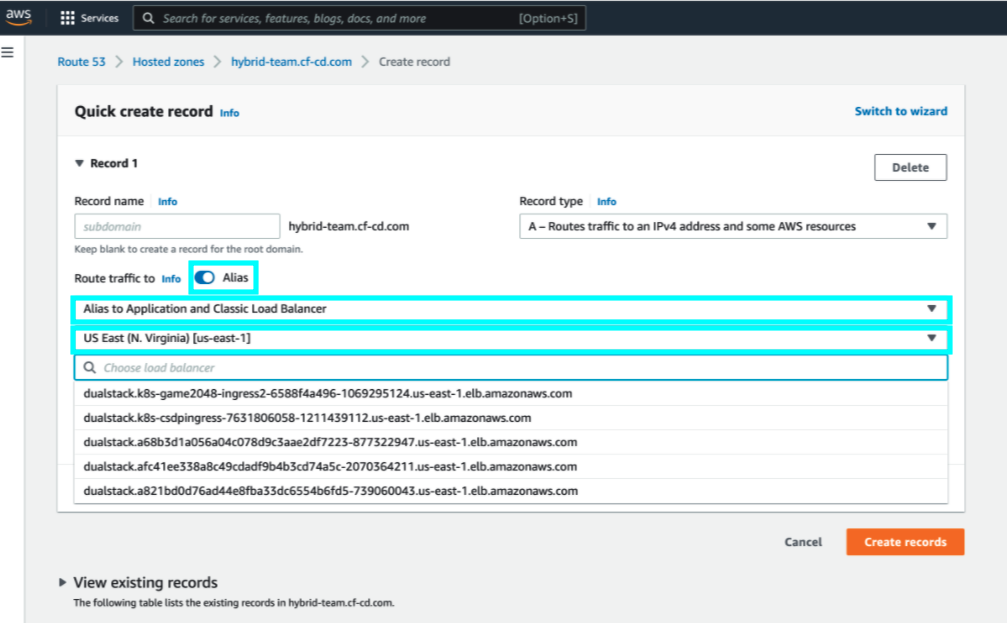 aws Services Search for services, features, blogs, docs, and more [Option+S]
Route 53 > Hosted zones > hybrid-team.cf-cd.com > Create record
Quick create record Info Switch to wizard
Record 1 Delete
Record name Info Record type Info
subdomain hybrid-team.cf-cd.com A – Routes traffic to an IPv4 address and some AWS resources
Keep blank to create a record for the root domain.
Route traffic to Info Alias
Alias to Application and Classic Load Balancer
US East (N. Virginia) [us-east-1]
Choose load balancer
dualstack.k8s-game2048-ingress2-6588f4a496-1069295124.us-east-1.elb.amazonaws.com
dualstack.k8s-csdpingress-7631806058-1211439112.us-east-1.elb.amazonaws.com
dualstack.a68b3d1a056a04c078d9c3aae2df7223-877322947.us-east-1.elb.amazonaws.com
dualstack.afc41ee338a8c49cdadf9b4b3cd74a5c-2070364211.us-east-1.elb.amazonaws.com
dualstack.a821bd0d76ad44e8fba33dc6554b6fd5-739060043.us-east-1.elb.amazonaws.com
Cancel Create records
View existing records
The following table lists the existing records in hybrid-team.cf-cd.com.